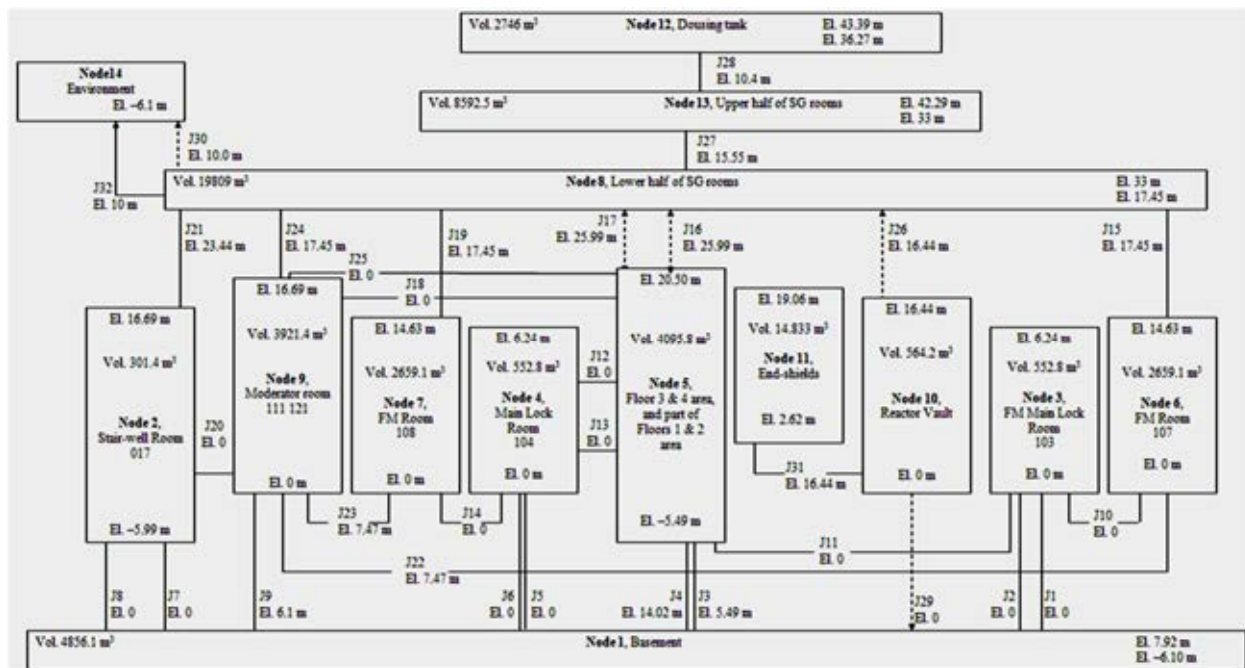 Vol. 2746 m³ Node 12, Dousing tank El. 43.39 m
El. 36.27 m
J28
El. 10.4 m
Node14
Environment
El. –6.1 m
Vol. 8592.5 m³ Node 13, Upper half of SG rooms El. 42.29 m
El. 33 m
J30
El. 10.0 m
J27
El. 15.55 m
J32
El. 10 m
Vol. 19809 m³ Node 8, Lower half of SG rooms El. 33 m
El. 17.45 m
J21
El. 23.44 m
J24
El. 17.45 m
J19
El. 17.45 m
J17
El. 25.99 m
J16
El. 25.99 m
J26
El. 16.44 m
J15
El. 17.45 m
J25
El. 0
J18
El. 0
El. 16.69 m
Vol. 301.4 m³
Node 2,
Stair-well Room
017
El. –5.99 m
J20
El. 0
El. 16.69 m
Vol. 3921.4 m³
Node 9,
Moderator room
111 121
El. 0 m
El. 14.63 m
Vol. 2659.1 m³
Node 7,
FM Room
108
El. 0 m
El. 6.24 m
Vol. 552.8 m³
Node 4,
Main Lock
Room
104
El. 0 m
J12
El. 0
J13
El. 0
El. 20.50 m
Vol. 4095.8 m³
Node 5,
Floor 3 & 4 area,
and part of
Floors 1 & 2
area
El. –5.49 m
El. 19.06 m
Vol. 14.833 m³
Node 11,
End-shields
El. 2.62 m
El. 16.44 m
Vol. 564.2 m³
Node 10,
Reactor Vault
El. 0 m
El. 6.24 m
Vol. 552.8 m³
Node 3,
FM Main Lock
Room
103
El. 0 m
El. 14.63 m
Vol. 2659.1 m³
Node 6,
FM Room
107
El. 0 m
J31
El. 16.44 m
J23
El. 7.47 m
J14
El. 0
J10
El. 0
J11
El. 0
J22
El. 7.47 m
J8
El. 0
J7
El. 0
J9
El. 6.1 m
J6
El. 0
J5
El. 0
J4
El. 14.02 m
J3
El. 5.49 m
J29
El. 0
J2
El. 0
J1
El. 0
Vol. 4856.1 m³ Node 1, Basement El. 7.92 m
El. –6.10 m